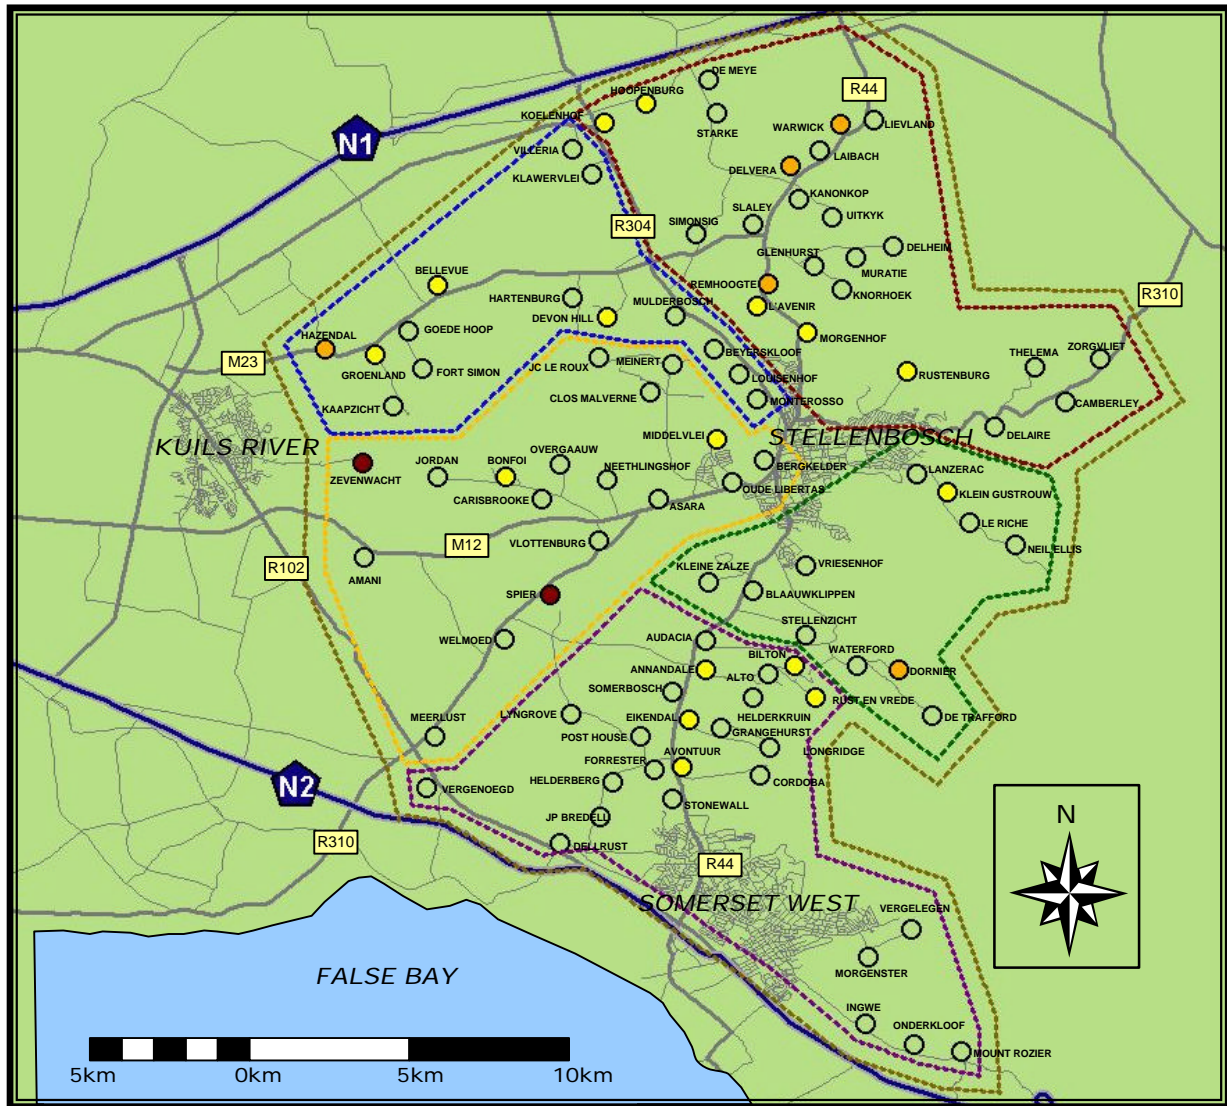 DE MEYE
HOOPENBURG
R44
KOELENHOF
STARKE
WARWICK
LIEVLAND
N1
VILLERIA
LAIBACH
KLAWERVLEI
DELVERA
KANONKOP
SLALEY
UITKYK
R304
SIMONSIG
DELHEIM
GLENHURST
MURATIE
BELLEVUE
REMHOOGTE
KNORHOEK
R310
HARTENBURG
MULDERBOSCH
L'AVENIR
DEVON HILL
GOEDE HOOP
HAZENDAL
MORGENHOF
BEYERSKLOOF
THELEMA
ZORGVLIET
M23
GROENLAND
FORT SIMON
JC LE ROUX
MEINERT
LOUISENHOF
RUSTENBURG
CLOS MALVERNE
MONTEROSSO
CAMBERLEY
KAAPZICHT
KUILS RIVER
MIDDELVLEI
STELLENBOSCH
DELAIRE
OVERGAAUW
BERGKELDER
JORDAN
BONFOI
NEETHLINGSHOF
LANZERAC
ZEVENWACHT
OUDE LIBERTAS
KLEIN GUSTROUW
CARISBROOKE
ASARA
LE RICHE
M12
VLOTTENBURG
NEIL ELLIS
R102
AMANI
KLEINE ZALZE
VRIESENHOF
SPIER
BLAAUWKLIPPEN
STELLENZICHT
WELMOED
AUDACIA
BILTON
WATERFORD
ANNANDALE
ALTO
DORNIER
SOMERBOSCH
RUST EN VREDE
LYNGROVE
EIKENDAL
HELDERKRUIN
DE TRAFFORD
MEERLUST
POST HOUSE
GRANGEHURST
AVONTUUR
LONGRIDGE
FORRESTER
N2
VERGENOEGD
HELDERBERG
CORDOBA
STONEWALL
JP BREDELL
N
R310
DELLRUST
R44
SOMERSET WEST
VERGELEGEN
FALSE BAY
MORGENSTER
INGWE
ONDERKLOOF
MOUNT ROZIER
5km 0km 5km 10km